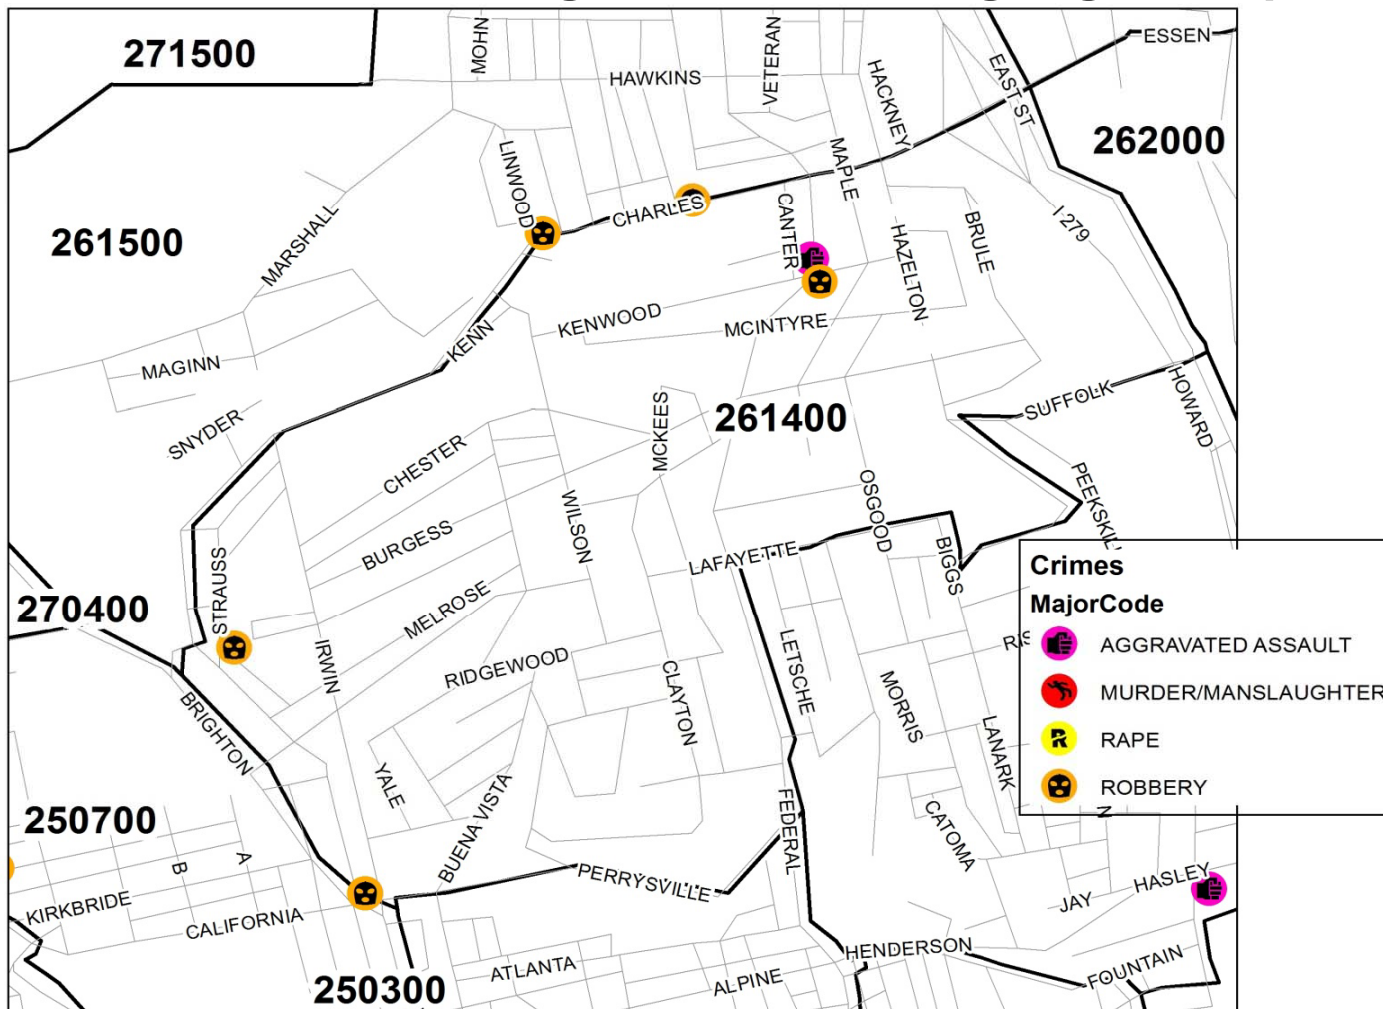 271500
MOHN
HAWKINS
VETERAN
HACKNEY
EAST ST
ESSEN
262000
LINWOOD
MAPLE
CHARLES
CANTER
HAZELTON
BRULE
I 279
261500
MARSHALL
KENWOOD
MCINTYRE
KENN
MAGINN
SNYDER
CHESTER
MCKEES
261400
SUFFOLK
HOWARD
BURGESS
WILSON
OSGOOD
PEEKSKIL
LAFAYETTE
BIGGS
STRAUSS
270400
MELROSE
IRWIN
RIDGEWOOD
CLAYTON
LETSCHE
MORRIS
LANARK
BRIGHTON
YALE
BUENA VISTA
FEDERAL
CATOMA
250700
B
A
KIRKBRIDE
CALIFORNIA
PERRYSVILLE
JAY
HASLEY
HENDERSON
FOUNTAIN
ATLANTA
ALPINE
250300
Crimes
MajorCode
AGGRAVATED ASSAULT
MURDER/MANSLAUGHTER
RAPE
ROBBERY